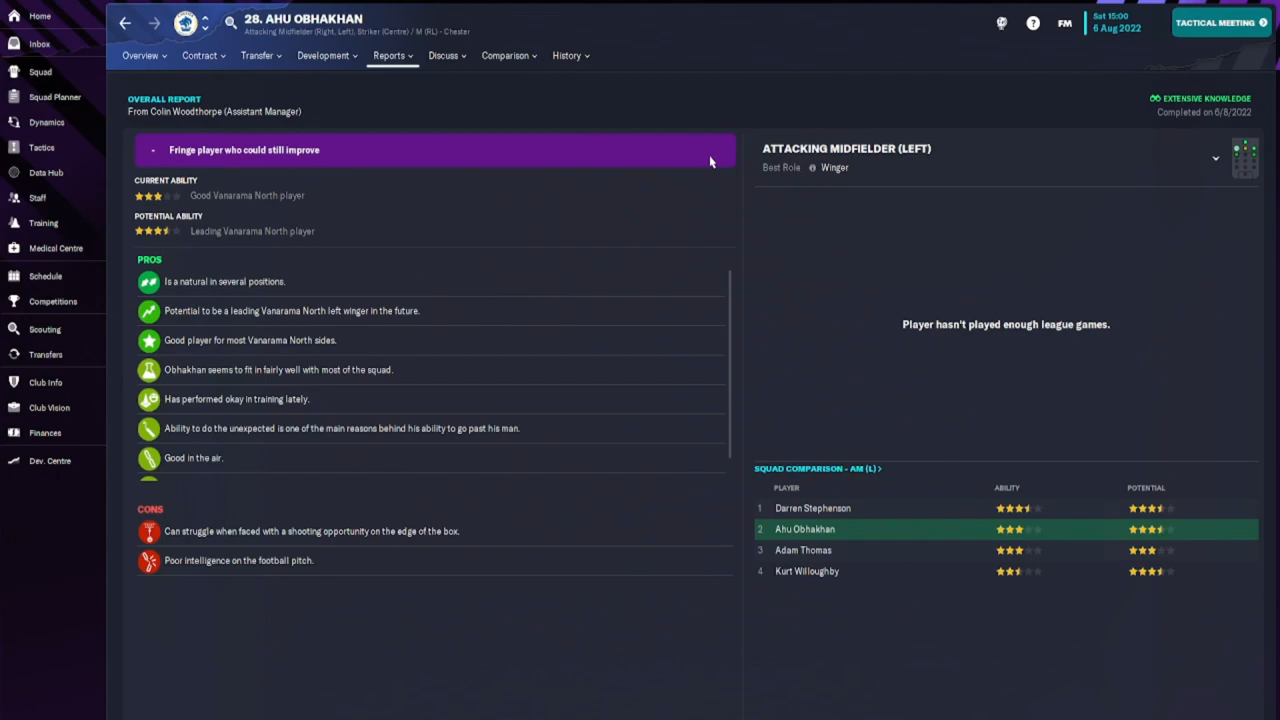 Home
Inbox
Squad
Squad Planner
Dynamics
Tactics
Data Hub
Staff
Training
Medical Centre
Schedule
Competitions
Scouting
Transfers
Club Info
Club Vision
Finances
Dev. Centre
28. AHU OBHAKHAN
Attacking Midfielder (Right, Left), Striker (Centre) / M (RL) - Chester
? FM
Sat 15:00
6 Aug 2022
TACTICAL MEETING
Overview
Contract
Transfer
Development
Reports
Discuss
Comparison
History
OVERALL REPORT
From Colin Woodthorpe (Assistant Manager)
EXTENSIVE KNOWLEDGE
Completed on 6/8/2022
- Fringe player who could still improve
CURRENT ABILITY
Good Vanarama North player
POTENTIAL ABILITY
Leading Vanarama North player
PROS
Is a natural in several positions.
Potential to be a leading Vanarama North left winger in the future.
Good player for most Vanarama North sides.
Obhakhan seems to fit in fairly well with most of the squad.
Has performed okay in training lately.
Ability to do the unexpected is one of the main reasons behind his ability to go past his man.
Good in the air.
CONS
Can struggle when faced with a shooting opportunity on the edge of the box.
Poor intelligence on the football pitch.
ATTACKING MIDFIELDER (LEFT)
Best Role Winger
Player hasn't played enough league games.
SQUAD COMPARISON - AM (L) >
PLAYER ABILITY POTENTIAL
1 Darren Stephenson
2 Ahu Obhakhan
3 Adam Thomas
4 Kurt Willoughby